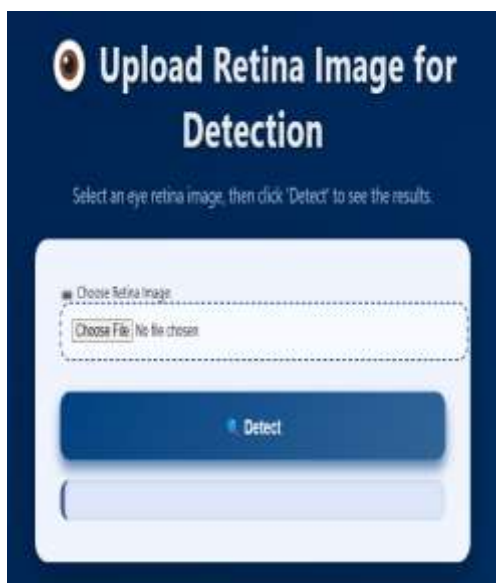 Upload Retina Image for
Detection
Select an eye retina image, then click 'Detect' to see the results.
Choose Retina Image:
Choose File No file chosen
Detect